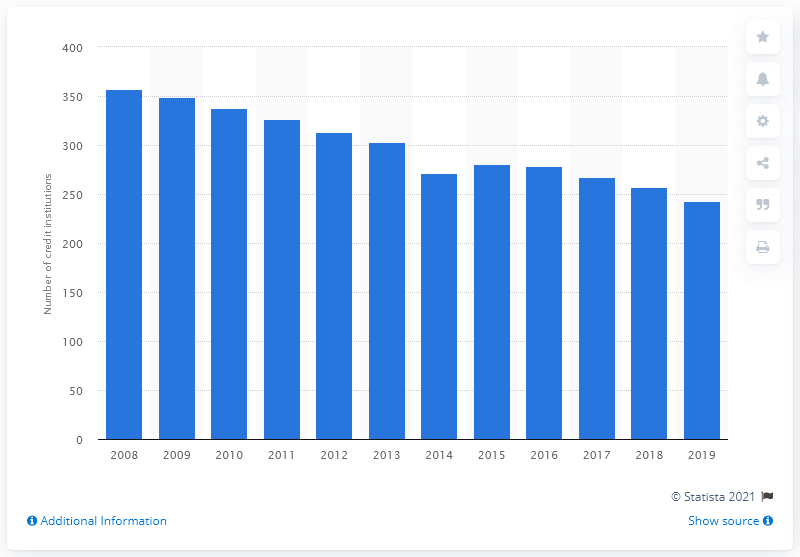 400
350
300
250
200
150
100
50
0
Number of credit institutions
2008 2009 2010 2011 2012 2013 2014 2015 2016 2017 2018 2019
© Statista 2021
Additional Information
Show source